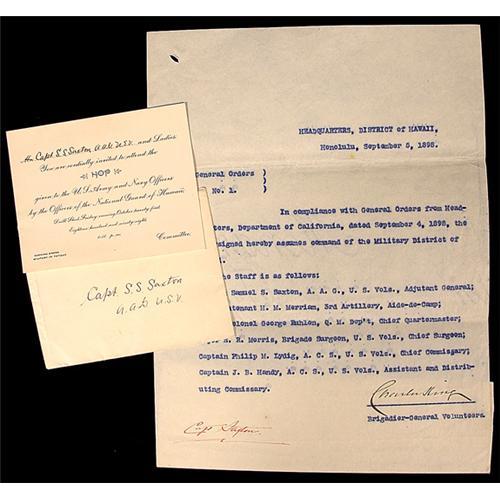 Capt. S.S Saxton A.A.G U.S.V. and Ladies
You are cordially invited to attend the
HOP
given to the U.S. Army and Navy Officers
by the Officers of the National Guard of Hawaii
Drill Shed, Friday evening October twenty first
Eighteen hundred and ninety eight
Committee.
Capt. S.S Saxton
A.A.G U.S.V.
HEADQUARTERS, DISTRICT of HAWAII,
Honolulu, September 6, 1898.
General Orders
No. 1.
In compliance with General Orders from Head-
ters, Department of California, dated September 4, 1898, the
signed hereby assumes command of the Military District of
The Staff is as follows:
Samuel S. Saxton, A. A. G., U. S. Vols., Adjutant General;
ieutenant M. M. Merriam, 3rd Artillery, Aide-de-Camp;
olonel George Ruhlen, Q. M. Dep't, Chief Quartermaster;
Morris, Brigade Surgeon, U. S. Vols., Chief Surgeon;
Captain Philip M. Lydig, A. C. S., U. S. Vols., Chief Commissary;
Captain J. B. Handy, A. C. S., U. S. Vols., Assistant and Distrib-
uting Commissary.
Charles King
Brigadier-General Volunteers.
Capt Saxton.